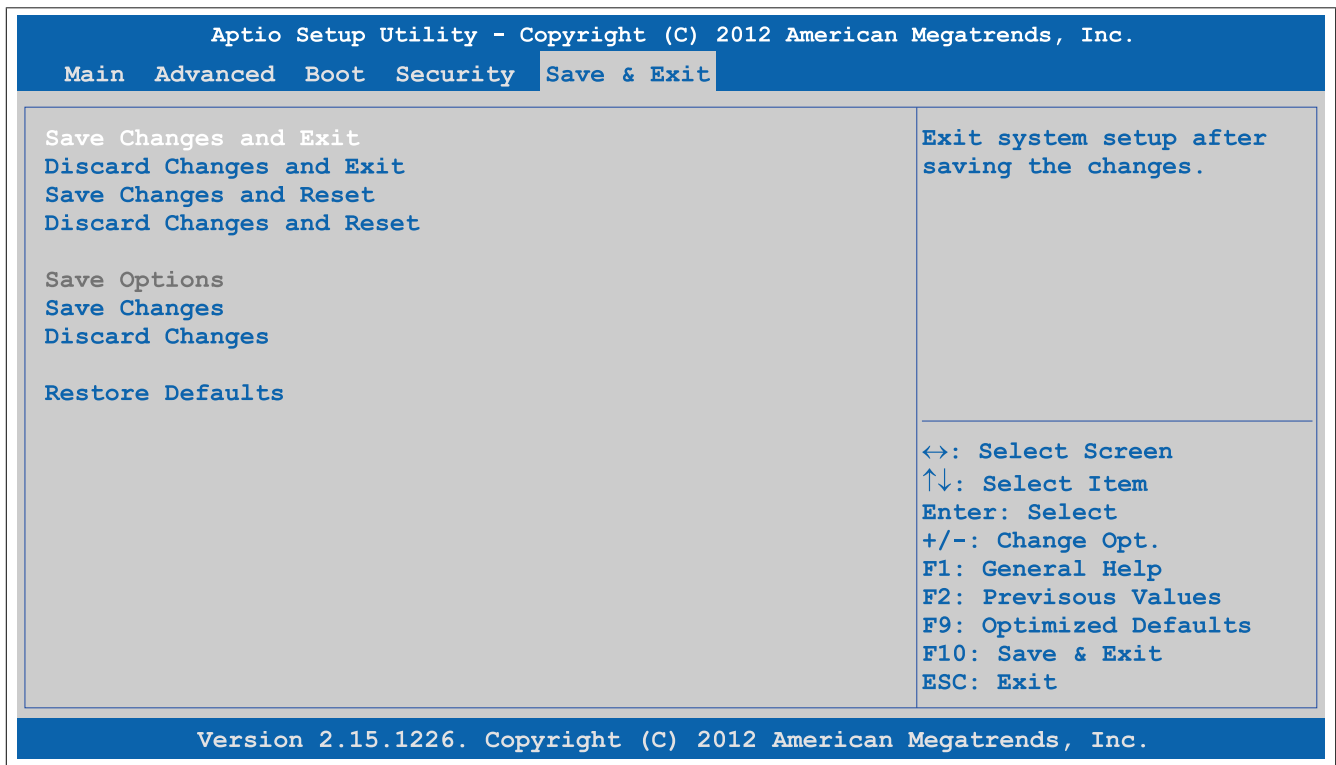 Aptio Setup Utility - Copyright (C) 2012 American Megatrends, Inc.
Main Advanced Boot Security Save & Exit
Save Changes and Exit
Discard Changes and Exit
Save Changes and Reset
Discard Changes and Reset
Save Options
Save Changes
Discard Changes
Restore Defaults
Exit system setup after
saving the changes.
↔: Select Screen
↑↓: Select Item
Enter: Select
+/-: Change Opt.
F1: General Help
F2: Previsous Values
F9: Optimized Defaults
F10: Save & Exit
ESC: Exit
Version 2.15.1226. Copyright (C) 2012 American Megatrends, Inc.